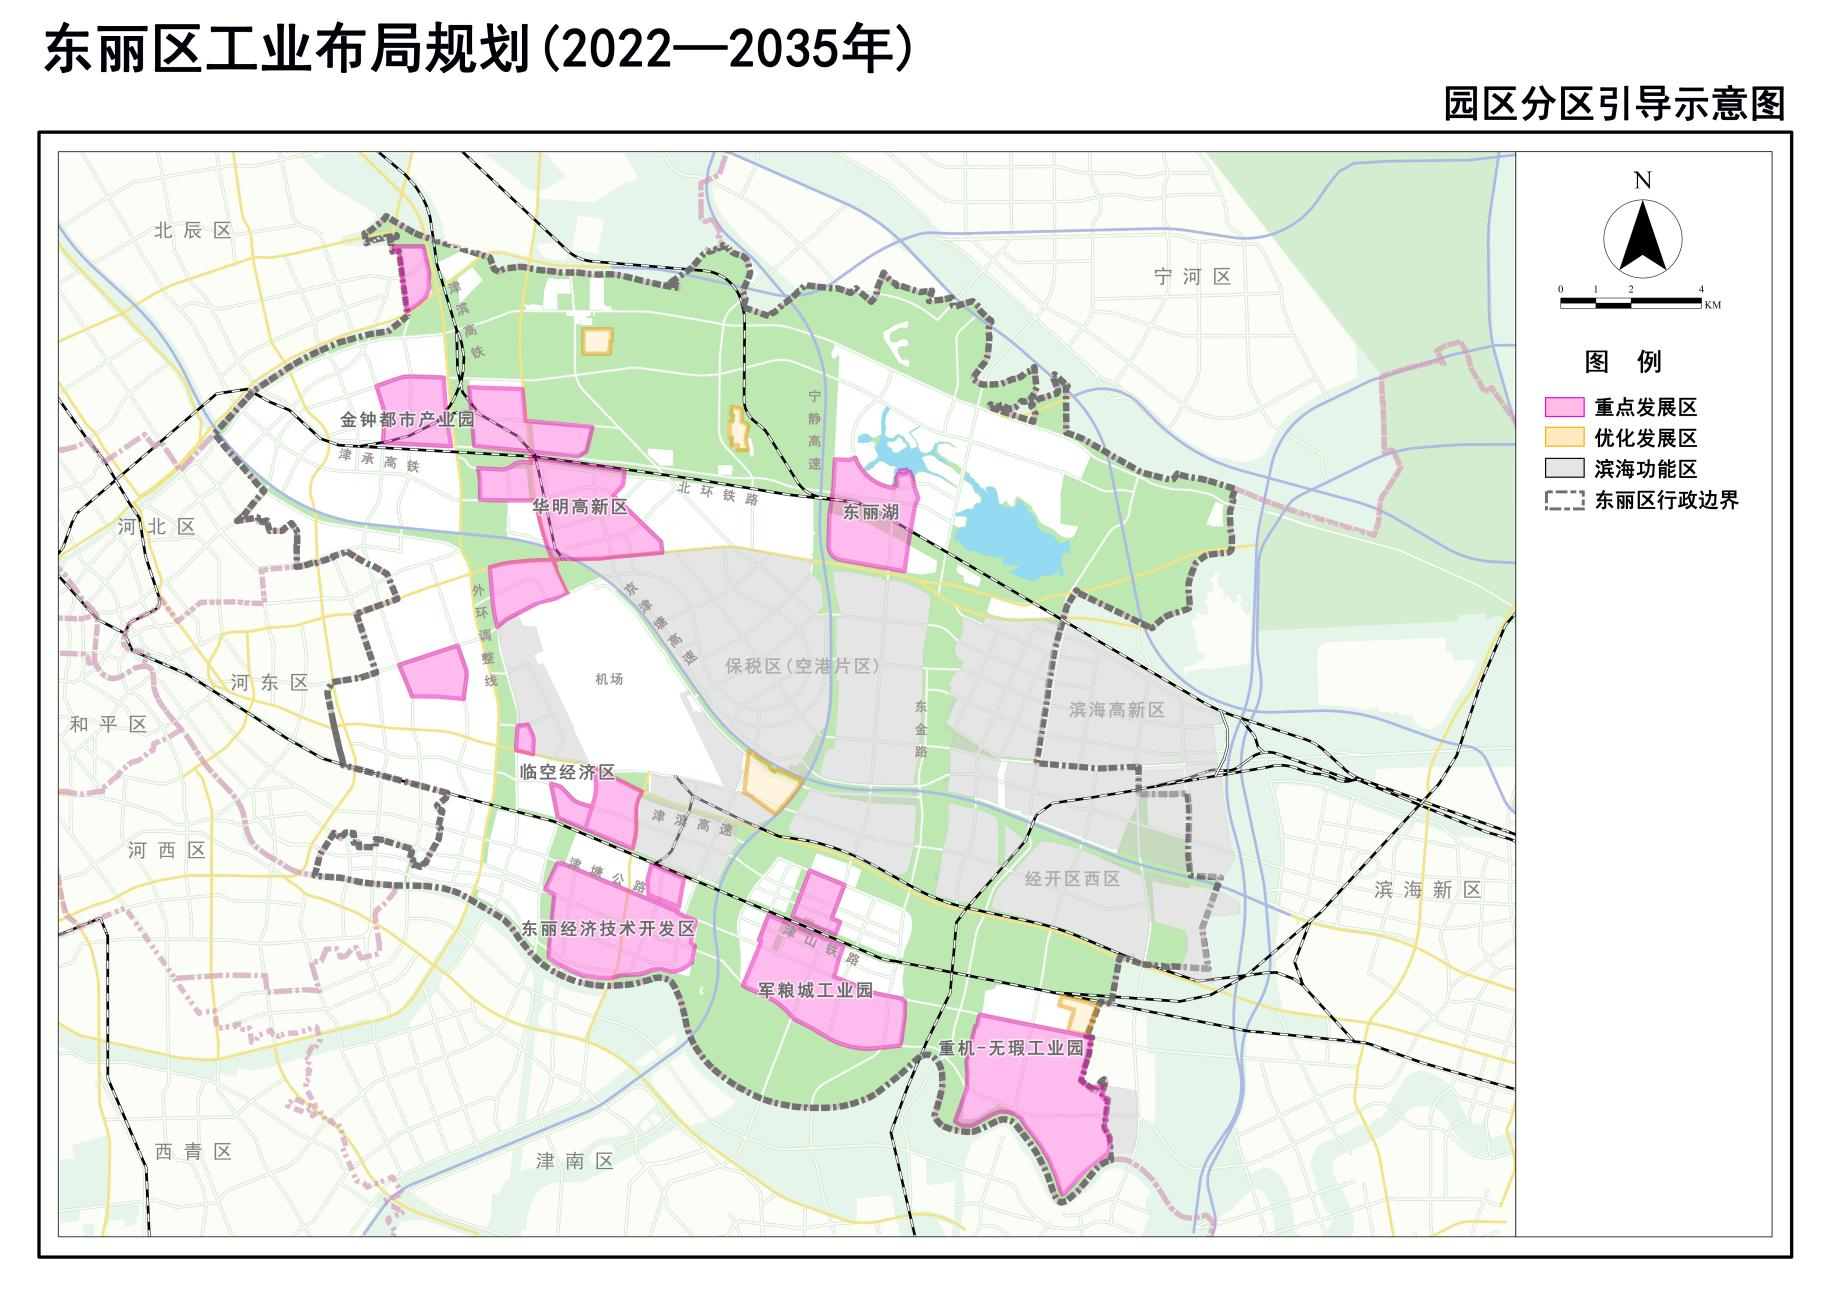 东丽区工业布局规划(2022—2035年)
园区分区引导示意图
N
0 1 2 4
KM
图 例
重点发展区
优化发展区
滨海功能区
东丽区行政边界
北辰区
宁河区
津滨高铁
宁静高速
金钟都市产业园
津承高铁
北环铁路
华明高新区
东丽湖
河北区
外环调整线
京津塘高速
保税区(空港片区)
机场
河东区
和平区
东金路
滨海高新区
临空经济区
津滨高速
河西区
津塘公路
经开区西区
滨海新区
东丽经济技术开发区
津山铁路
军粮城工业园
重机-无瑕工业园
西青区
津南区